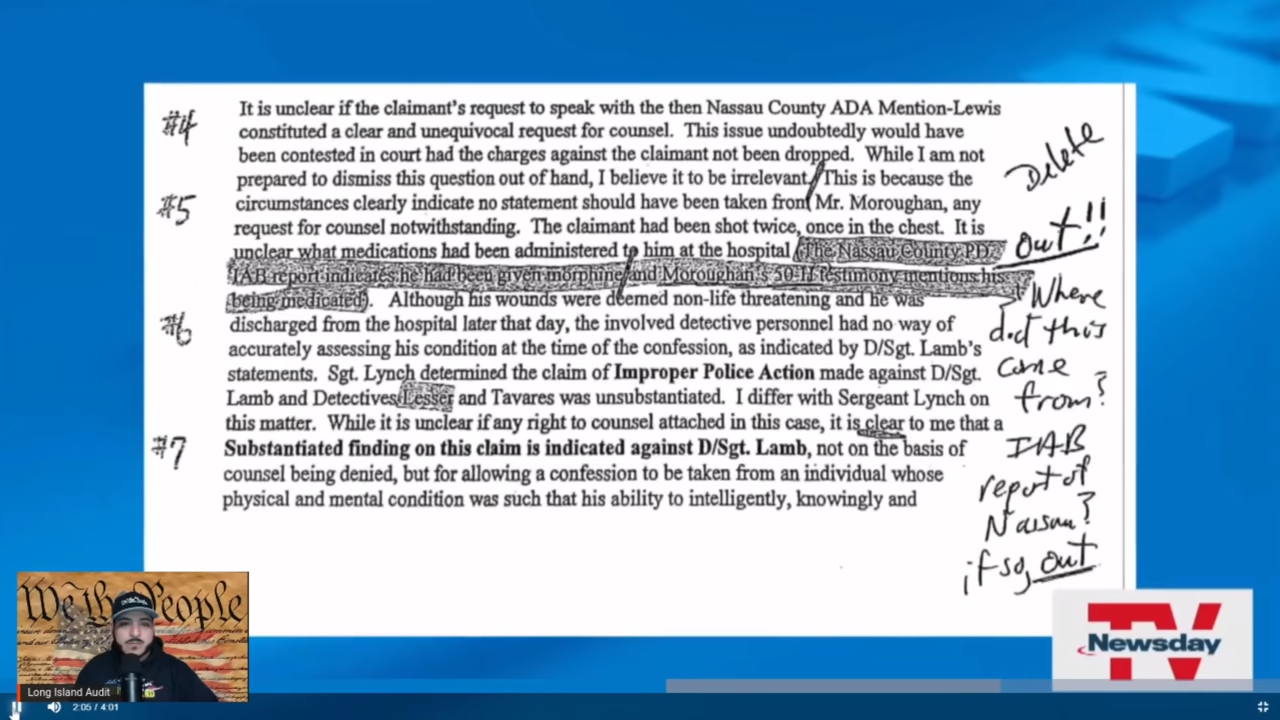 #4 It is unclear if the claimant's request to speak with the then Nassau County ADA Mention-Lewis
constituted a clear and unequivocal request for counsel. This issue undoubtedly would have
been contested in court had the charges against the claimant not been dropped. While I am not
prepared to dismiss this question out of hand, I believe it to be irrelevant. This is because the
#5 circumstances clearly indicate no statement should have been taken from Mr. Moroughan, any
request for counsel notwithstanding. The claimant had been shot twice, once in the chest. It is
unclear what medications had been administered to him at the hospital (The Nassau County PD
IAB report indicates he had been given morphine and Moroughan's 50-H testimony mentions his
being medicated). Although his wounds were deemed non-life threatening and he was
#6 discharged from the hospital later that day, the involved detective personnel had no way of
accurately assessing his condition at the time of the confession, as indicated by D/Sgt. Lamb's
statements. Sgt. Lynch determined the claim of Improper Police Action made against D/Sgt.
Lamb and Detectives Lesser and Tavares was unsubstantiated. I differ with Sergeant Lynch on
this matter. While it is unclear if any right to counsel attached in this case, it is clear to me that a
#7 Substantiated finding on this claim is indicated against D/Sgt. Lamb, not on the basis of
counsel being denied, but for allowing a confession to be taken from an individual whose
physical and mental condition was such that his ability to intelligently, knowingly and
Delete
out!!
Where
did this
come
from?
IAB
report of
Nassau?
if so, out
We the People
Long Island Audit
2:05 / 4:01
TV
Newsday